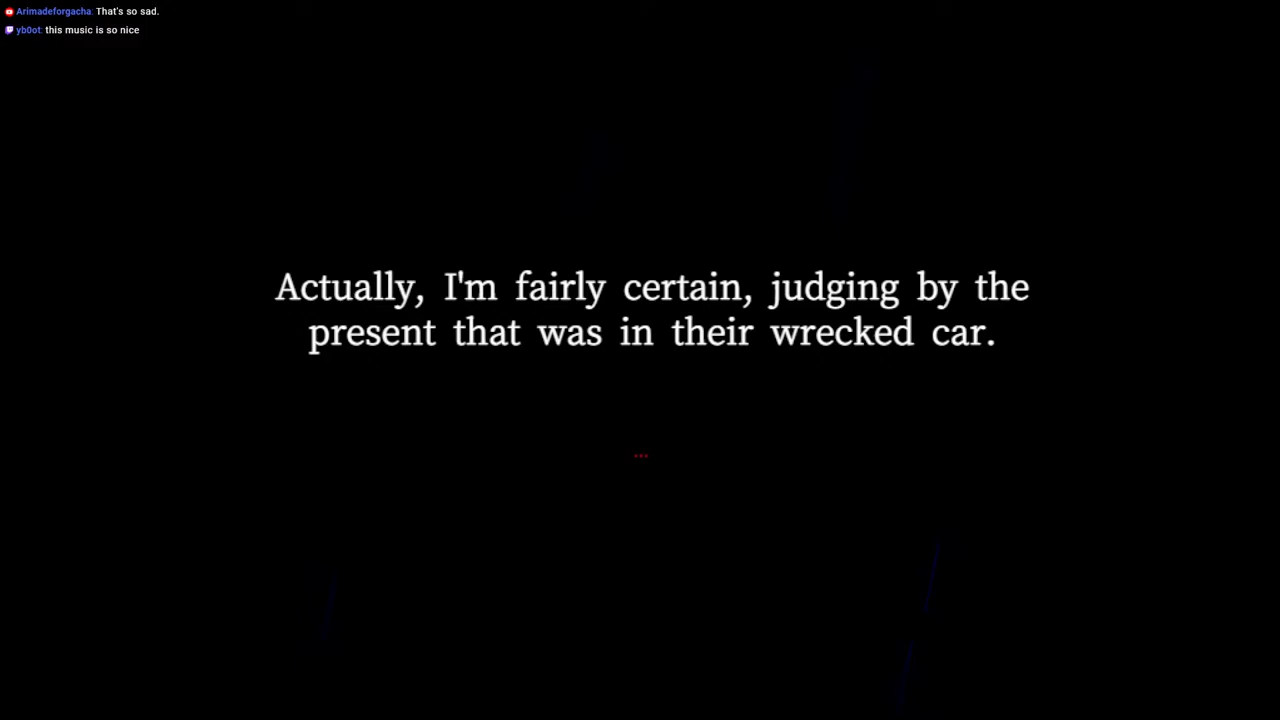 Arimadeforgacha: That's so sad.
yb0ot: this music is so nice
Actually, I'm fairly certain, judging by the
present that was in their wrecked car.
...